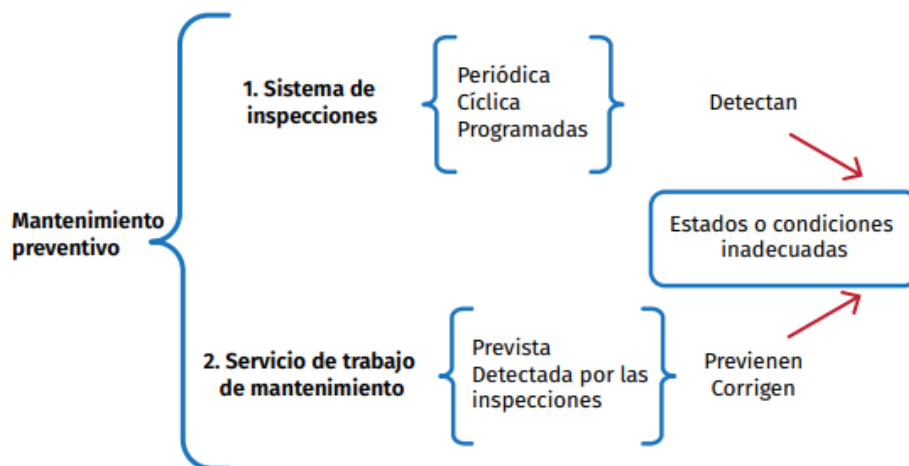 Mantenimiento
preventivo
1. Sistema de
inspecciones
Periódica
Cíclica
Programadas
Detectan
Estados o condiciones
inadecuadas
2. Servicio de trabajo
de mantenimiento
Prevista
Detectada por las
inspecciones
Previenen
Corrigen